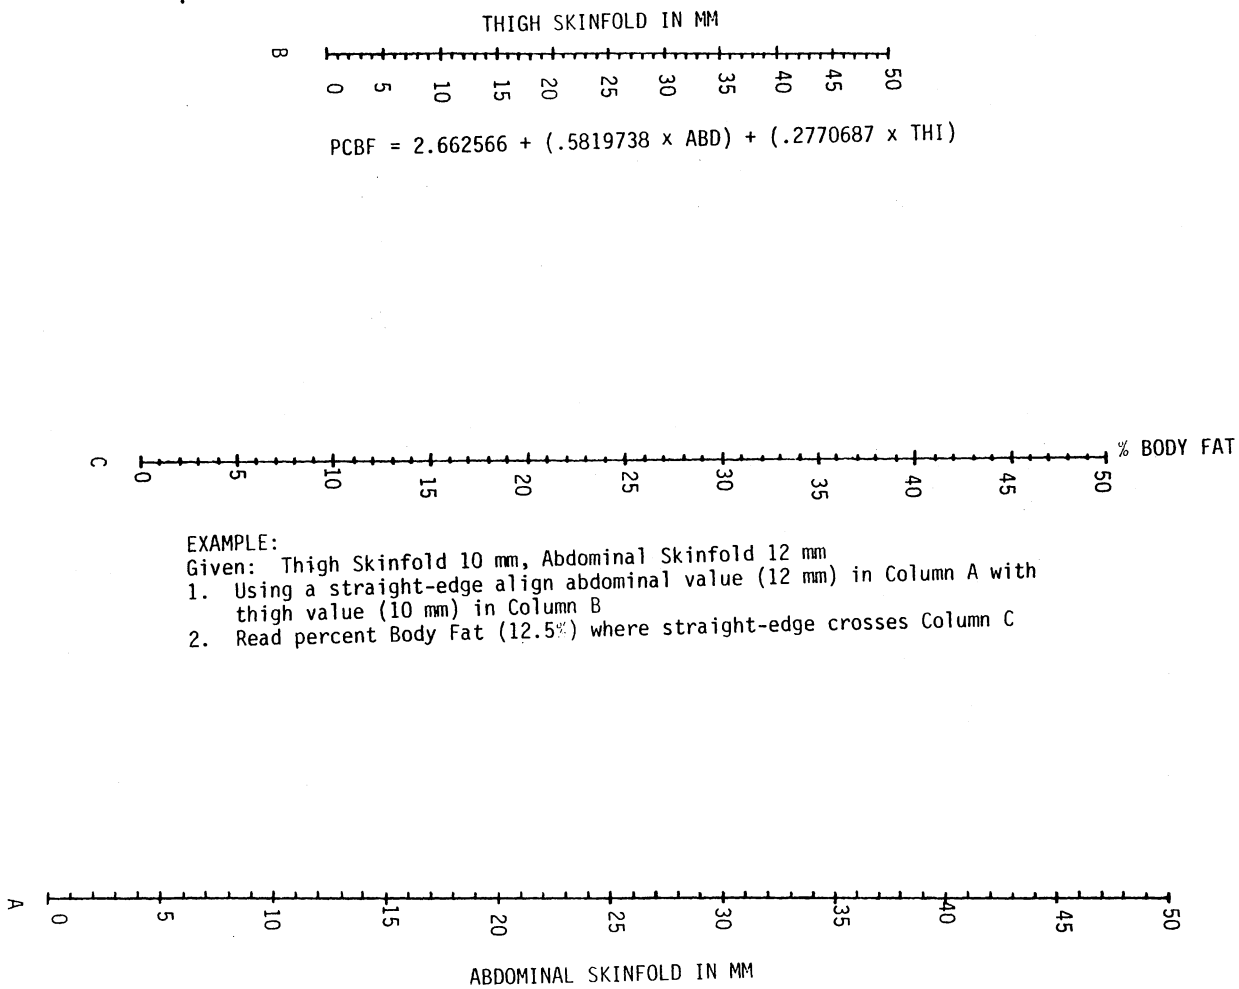 THIGH SKINFOLD IN MM
B
0 5 10 15 20 25 30 35 40 45 50
PCBF = 2.662566 + (.5819738 x ABD) + (.2770687 x THI)
C
% BODY FAT
0 5 10 15 20 25 30 35 40 45 50
EXAMPLE:
Given: Thigh Skinfold 10 mm, Abdominal Skinfold 12 mm
1. Using a straight-edge align abdominal value (12 mm) in Column A with
thigh value (10 mm) in Column B
2. Read percent Body Fat (12.5%) where straight-edge crosses Column C
A
0 5 10 15 20 25 30 35 40 45 50
ABDOMINAL SKINFOLD IN MM